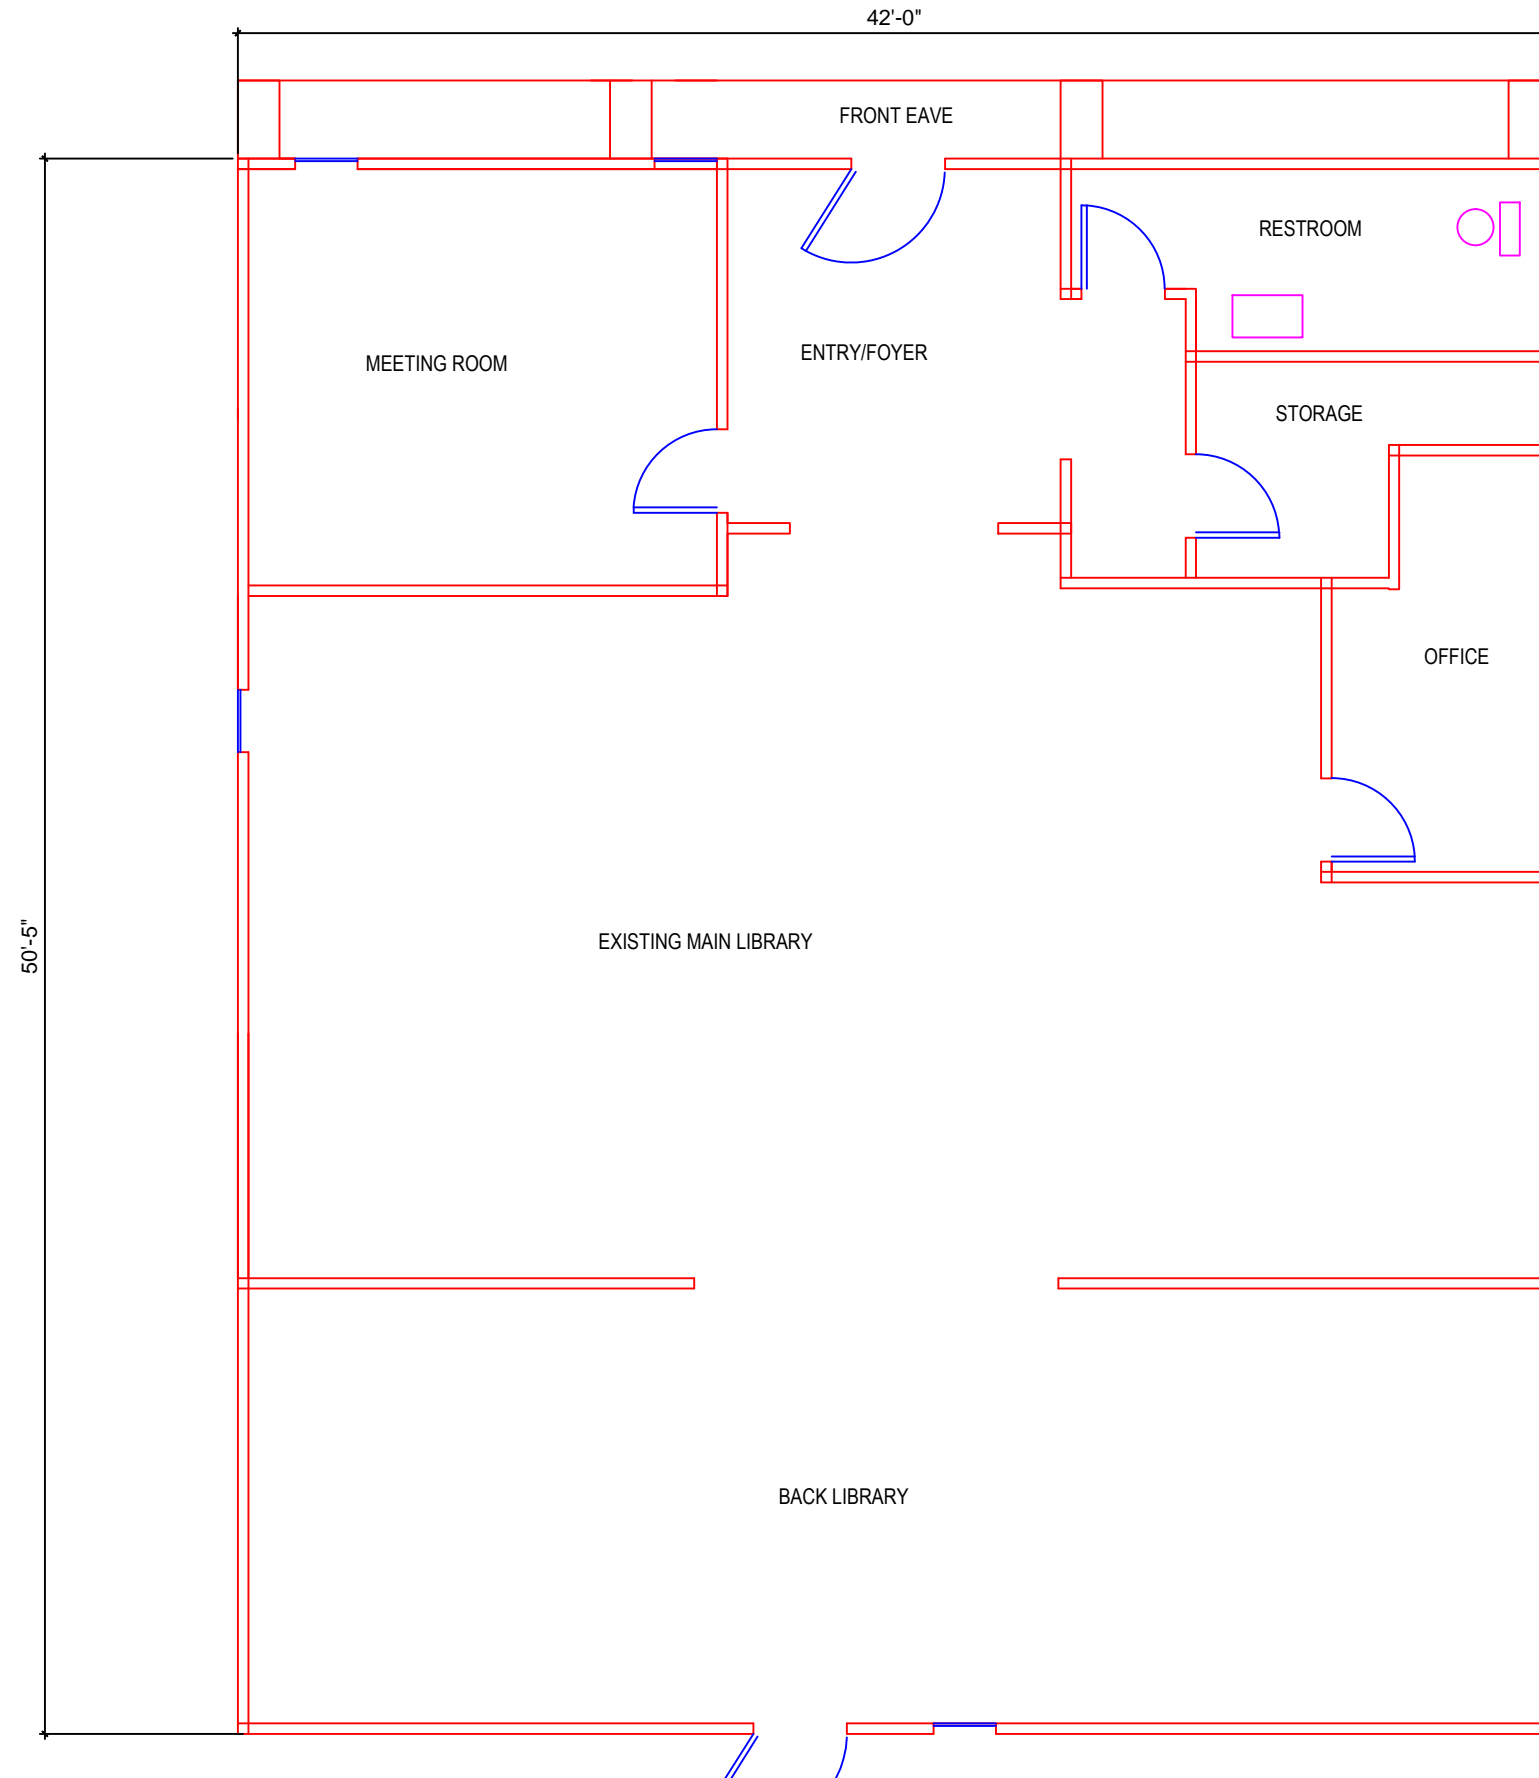 42'-0"
FRONT EAVE
RESTROOM
ENTRY/FOYER
MEETING ROOM
STORAGE
OFFICE
50'-5"
EXISTING MAIN LIBRARY
BACK LIBRARY